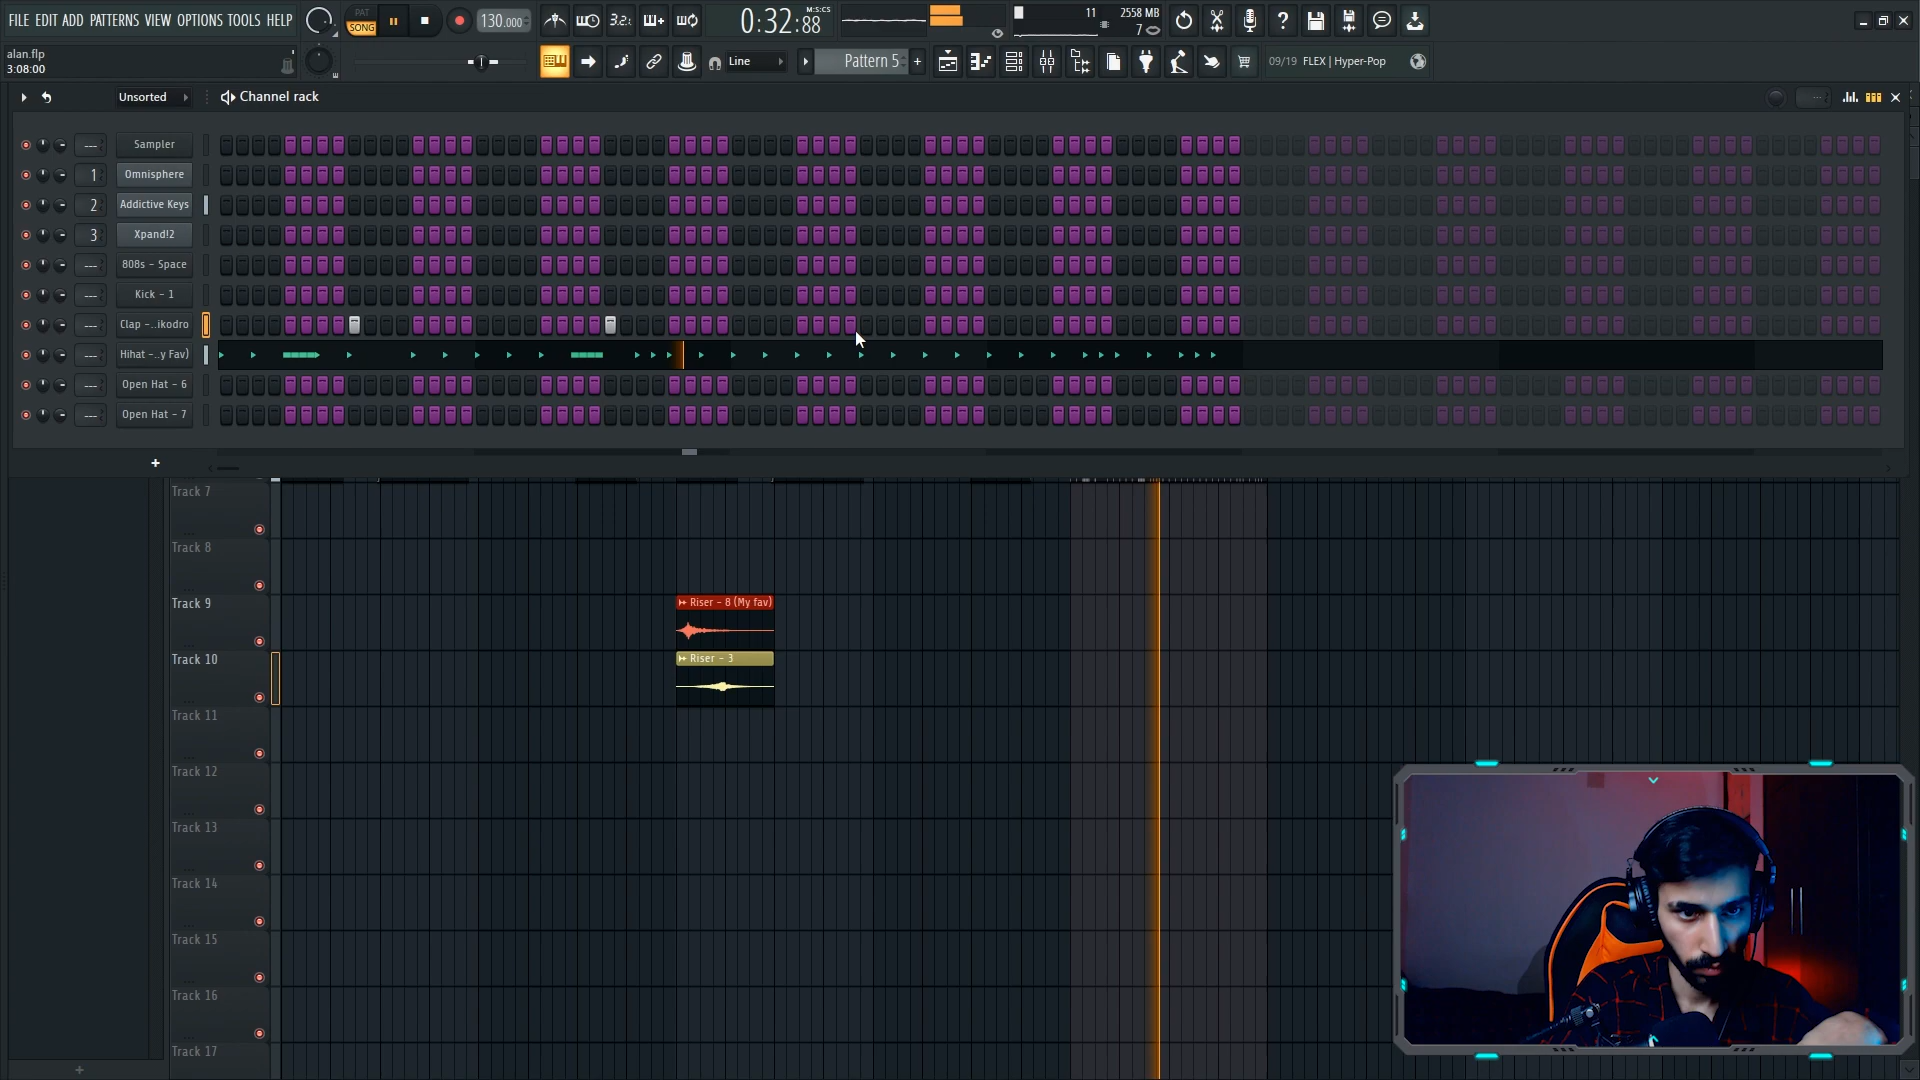 FILE EDIT ADD PATTERNS VIEW OPTIONS TOOLS HELP
PAT
SONG
130.000
3.2.
0:32:88
M:S:CS
11
2558 MB
7
alan.flp
3:08:00
Line
Pattern 5
09/19 FLEX | Hyper-Pop
Unsorted
Channel rack
--- Sampler
1 Omnisphere
2 Addictive Keys
3 Xpand!2
--- 808s - Space
--- Kick - 1
--- Clap -..ikodro
--- Hihat -..y Fav)
--- Open Hat - 6
--- Open Hat - 7
Track 7
Track 8
Track 9
Riser - 8 (My fav)
Track 10
Riser - 3
Track 11
Track 12
Track 13
Track 14
Track 15
Track 16
Track 17